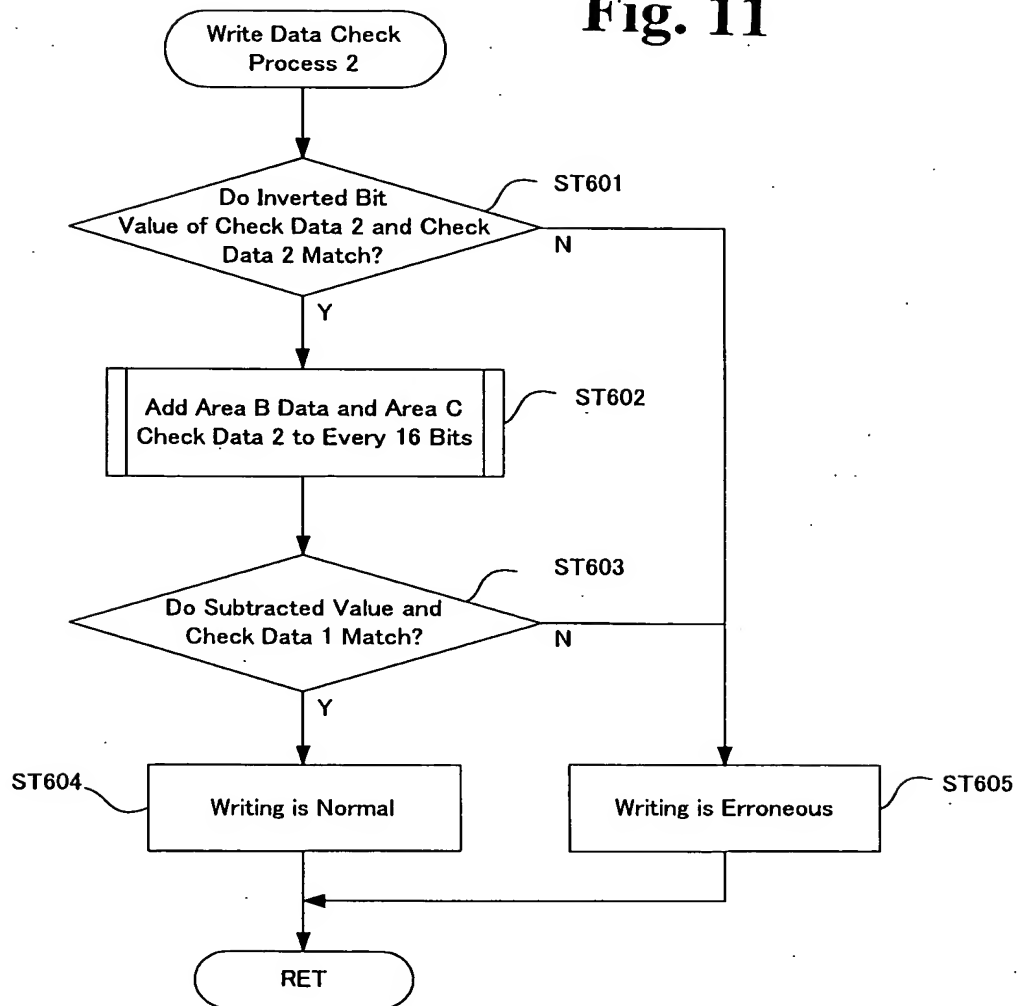 Fig. 11
Write Data Check
Process 2
ST601
Do Inverted Bit
Value of Check Data 2 and Check
Data 2 Match?
N
Y
ST602
Add Area B Data and Area C
Check Data 2 to Every 16 Bits
ST603
Do Subtracted Value and
Check Data 1 Match?
N
Y
ST604
Writing is Normal
Writing is Erroneous
ST605
RET